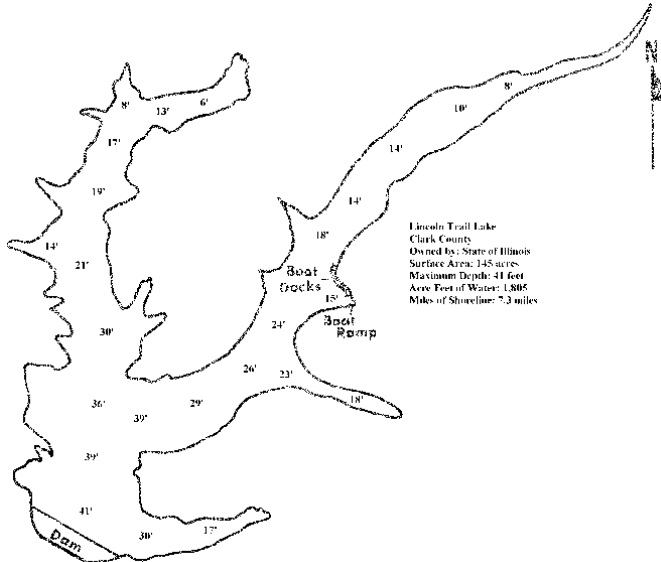 N
8'
6'
13'
8'
10'
17'
14'
19'
14'
18'
14'
21'
Lincoln Trail Lake
Clark County
Owned by: State of Illinois
Surface Area: 145 acres
Maximum Depth: 41 feet
Acre Feet of Water: 1,805
Miles of Shoreline: 7.3 miles
Boat
Docks
15'
Boat
Ramp
24'
30'
26'
23'
18'
36'
39'
29'
39'
41'
Dam
30'
17'